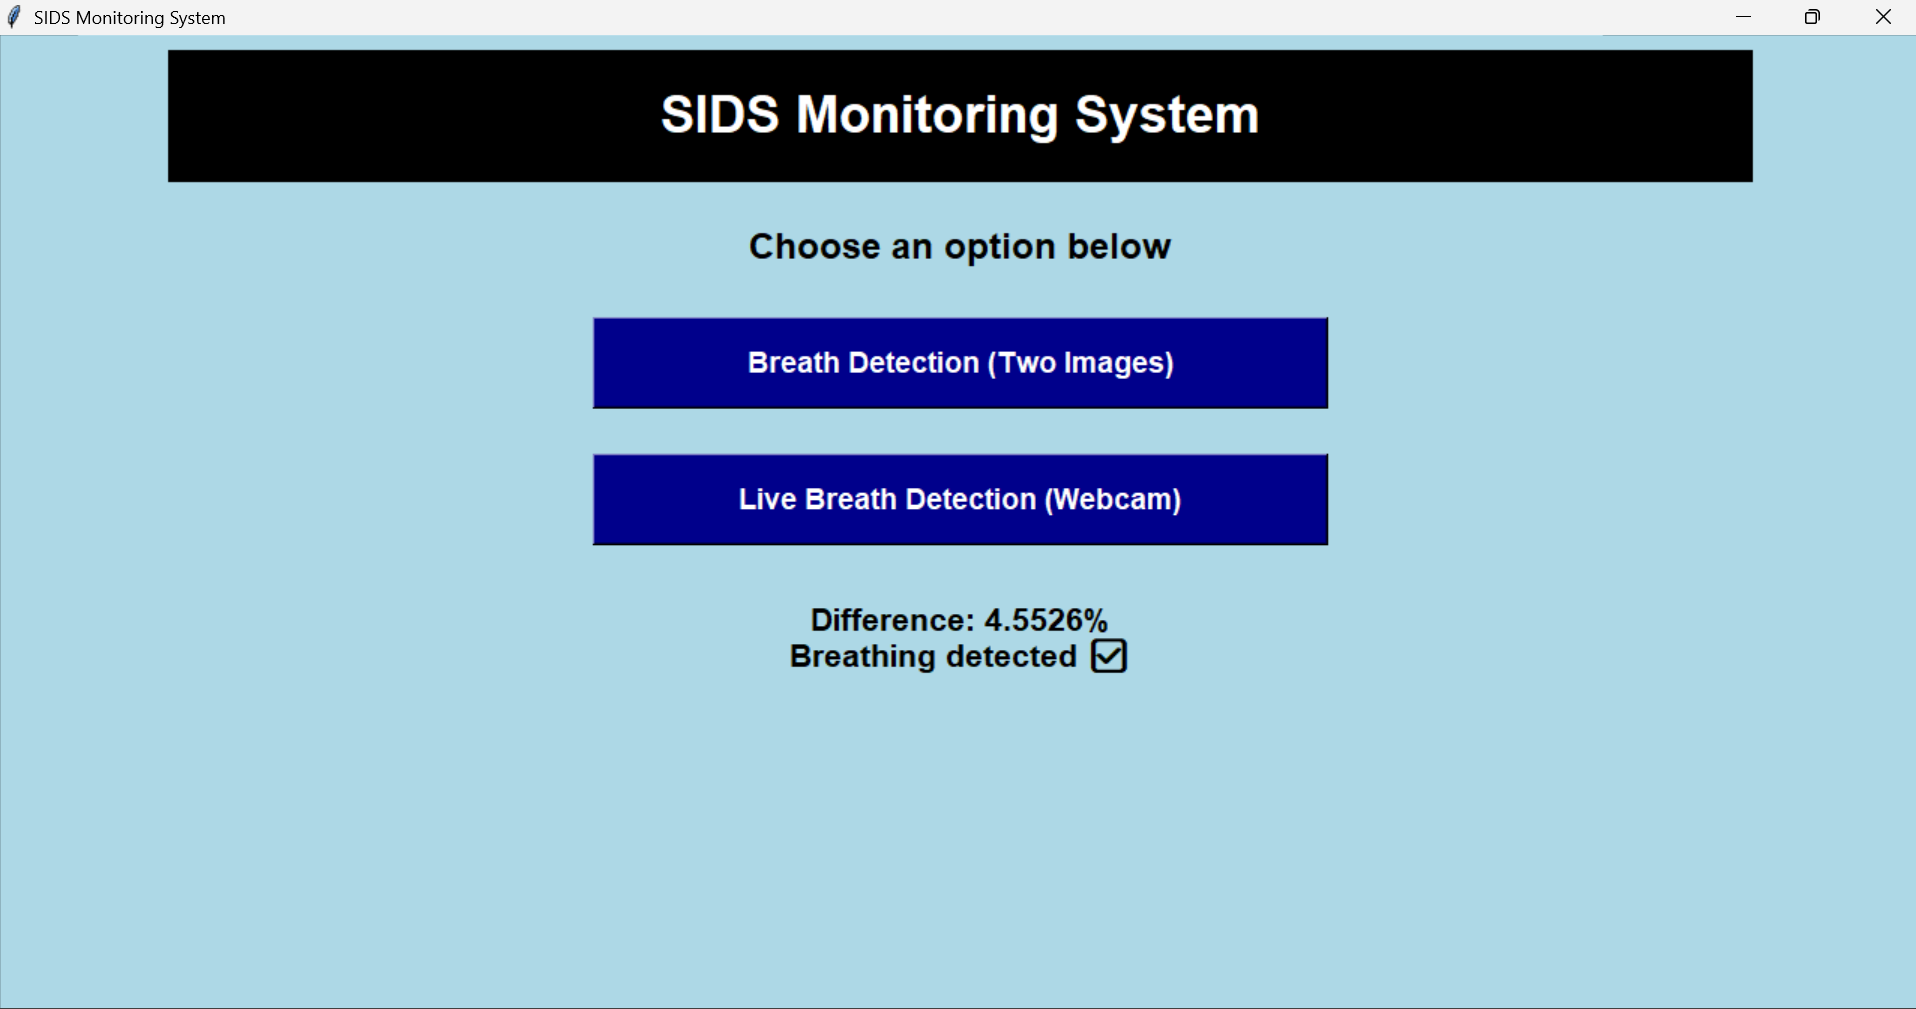 SIDS Monitoring System
SIDS Monitoring System
Choose an option below
Breath Detection (Two Images)
Live Breath Detection (Webcam)
Difference: 4.5526%
Breathing detected ☑